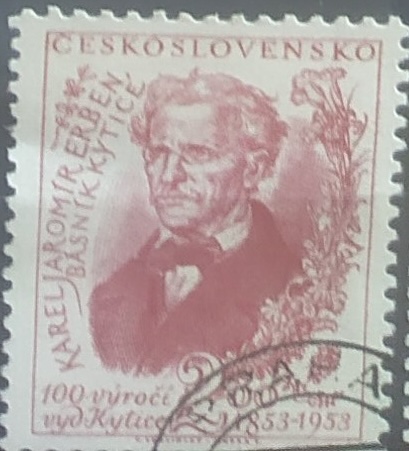 ČESKOSLOVENSKO
KAREL JAROMÍR ERBEN
BÁSNÍK KYTICE
100. výročí
vyd. Kytice 1853-1953